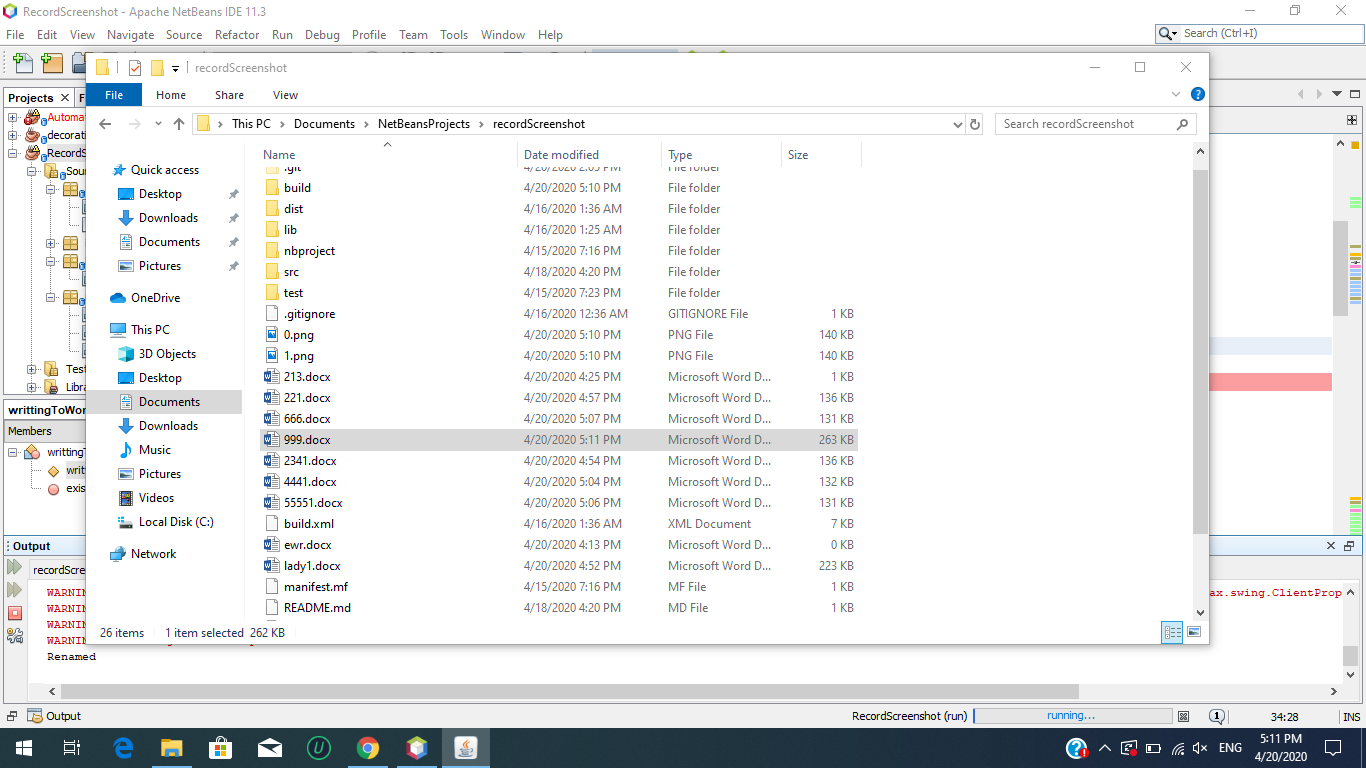 RecordScreenshot - Apache NetBeans IDE 11.3
File Edit View Navigate Source Refactor Run Debug Profile Team Tools Window Help
Search (Ctrl+I)
recordScreenshot
File Home Share View
This PC Documents NetBeansProjects recordScreenshot
Search recordScreenshot
Projects
Automa
decorati
RecordS
Sour
Test
Libra
writtingToWor
Members
writtingT
writt
exis
Quick access
Desktop
Downloads
Documents
Pictures
OneDrive
This PC
3D Objects
Desktop
Documents
Downloads
Music
Pictures
Videos
Local Disk (C:)
Network
Name Date modified Type Size
.git 4/20/2020 2:05 PM File folder
build 4/20/2020 5:10 PM File folder
dist 4/16/2020 1:36 AM File folder
lib 4/16/2020 1:25 AM File folder
nbproject 4/15/2020 7:16 PM File folder
src 4/18/2020 4:20 PM File folder
test 4/15/2020 7:23 PM File folder
.gitignore 4/16/2020 12:36 AM GITIGNORE File 1 KB
0.png 4/20/2020 5:10 PM PNG File 140 KB
1.png 4/20/2020 5:10 PM PNG File 140 KB
213.docx 4/20/2020 4:25 PM Microsoft Word D... 1 KB
221.docx 4/20/2020 4:57 PM Microsoft Word D... 136 KB
666.docx 4/20/2020 5:07 PM Microsoft Word D... 131 KB
999.docx 4/20/2020 5:11 PM Microsoft Word D... 263 KB
2341.docx 4/20/2020 4:54 PM Microsoft Word D... 136 KB
4441.docx 4/20/2020 5:04 PM Microsoft Word D... 132 KB
55551.docx 4/20/2020 5:06 PM Microsoft Word D... 131 KB
build.xml 4/16/2020 1:36 AM XML Document 7 KB
ewr.docx 4/20/2020 4:13 PM Microsoft Word D... 0 KB
lady1.docx 4/20/2020 4:52 PM Microsoft Word D... 223 KB
manifest.mf 4/15/2020 7:16 PM MF File 1 KB
README.md 4/18/2020 4:20 PM MD File 1 KB
26 items 1 item selected 262 KB
Output
recordScre
WARNIN
ax.swing.ClientProp
WARNIN
WARNIN
WARNIN
Renamed
Output
RecordScreenshot (run) running... 1 34:28 INS
ENG
5:11 PM
4/20/2020